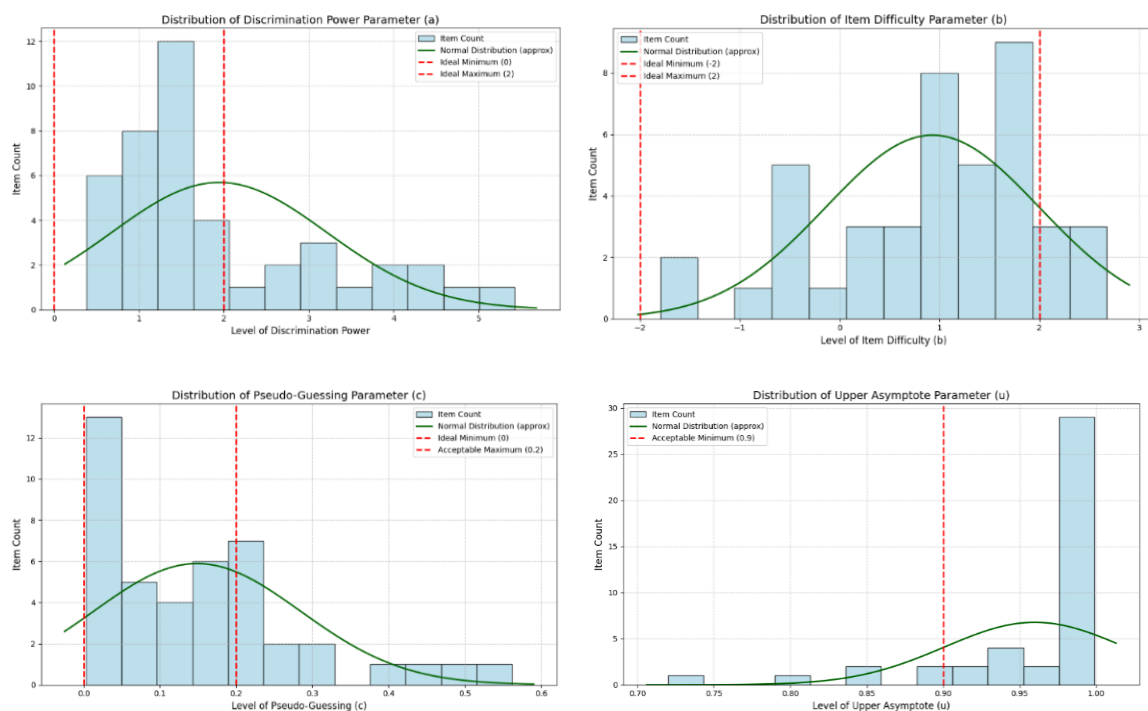 Distribution of Discrimination Power Parameter (a)
Item Count
Normal Distribution (approx)
Ideal Minimum (0)
Ideal Maximum (2)
Item Count
12
10
8
6
4
2
0
0
1
2
3
4
5
Level of Discrimination Power
Distribution of Item Difficulty Parameter (b)
Item Count
Normal Distribution (approx)
Ideal Minimum (-2)
Ideal Maximum (2)
Item Count
8
6
4
2
0
−2
−1
0
1
2
3
Level of Item Difficulty (b)
Distribution of Pseudo-Guessing Parameter (c)
Item Count
Normal Distribution (approx)
Ideal Minimum (0)
Acceptable Maximum (0.2)
Item Count
12
10
8
6
4
2
0
0.0
0.1
0.2
0.3
0.4
0.5
0.6
Level of Pseudo-Guessing (c)
Distribution of Upper Asymptote Parameter (u)
Item Count
Normal Distribution (approx)
Acceptable Minimum (0.9)
Item Count
30
25
20
15
10
5
0
0.70
0.75
0.80
0.85
0.90
0.95
1.00
Level of Upper Asymptote (u)